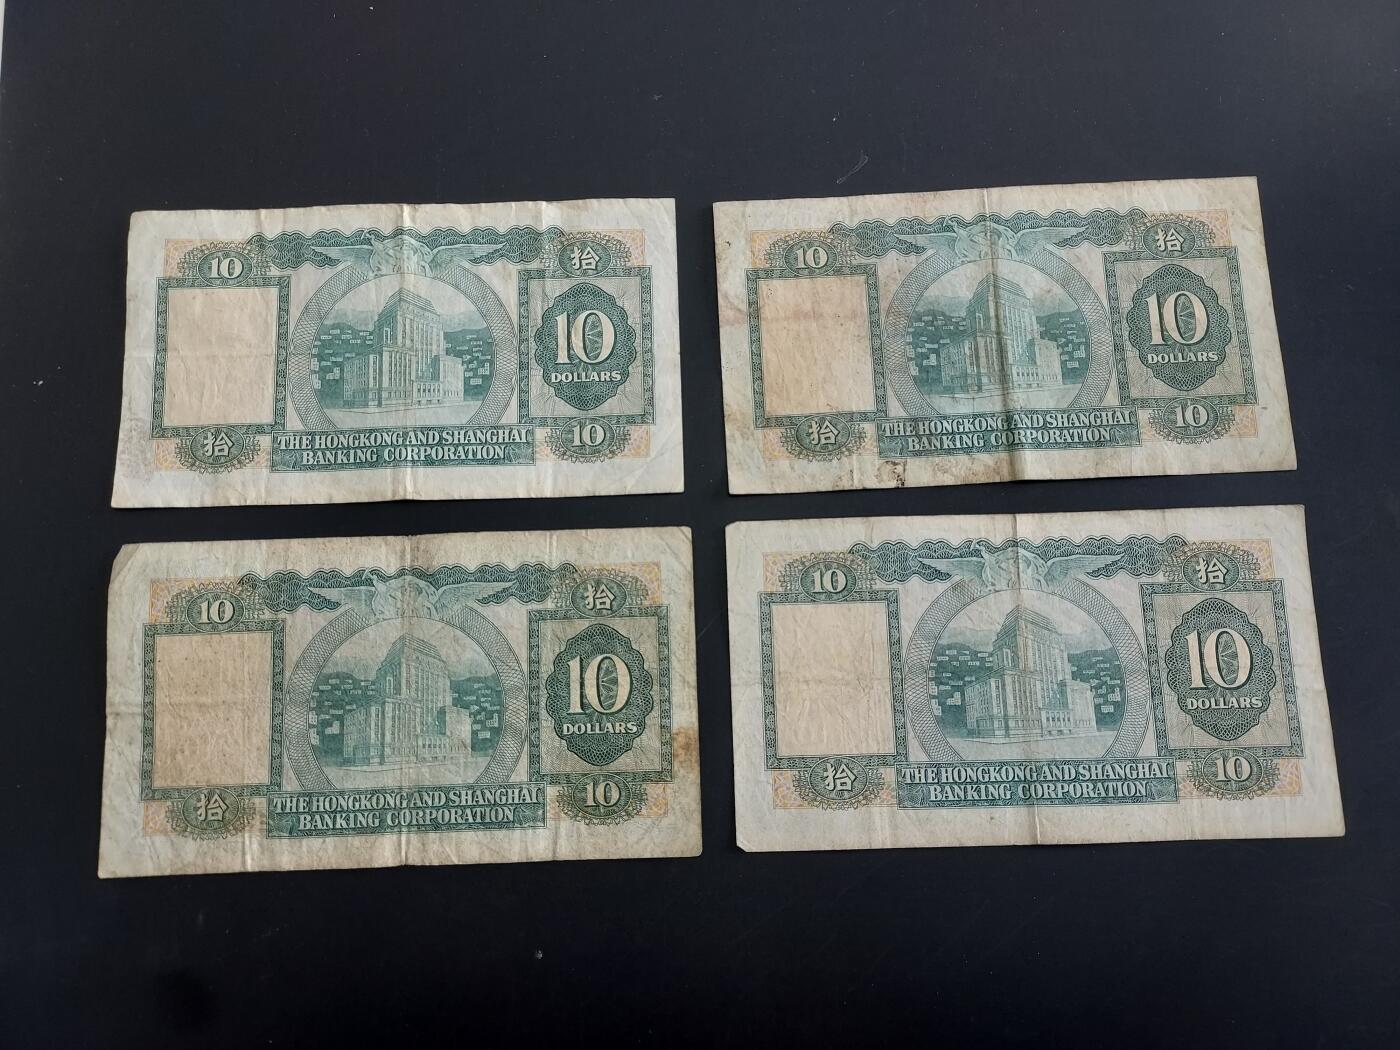 10
拾
10
DOLLARS
拾
THE HONGKONG AND SHANGHAI
BANKING CORPORATION
10
10
拾
10
DOLLARS
拾
THE HONGKONG AND SHANGHAI
BANKING CORPORATION
10
10
拾
10
DOLLARS
拾
THE HONGKONG AND SHANGHAI
BANKING CORPORATION
10
10
拾
10
DOLLARS
拾
THE HONGKONG AND SHANGHAI
BANKING CORPORATION
10